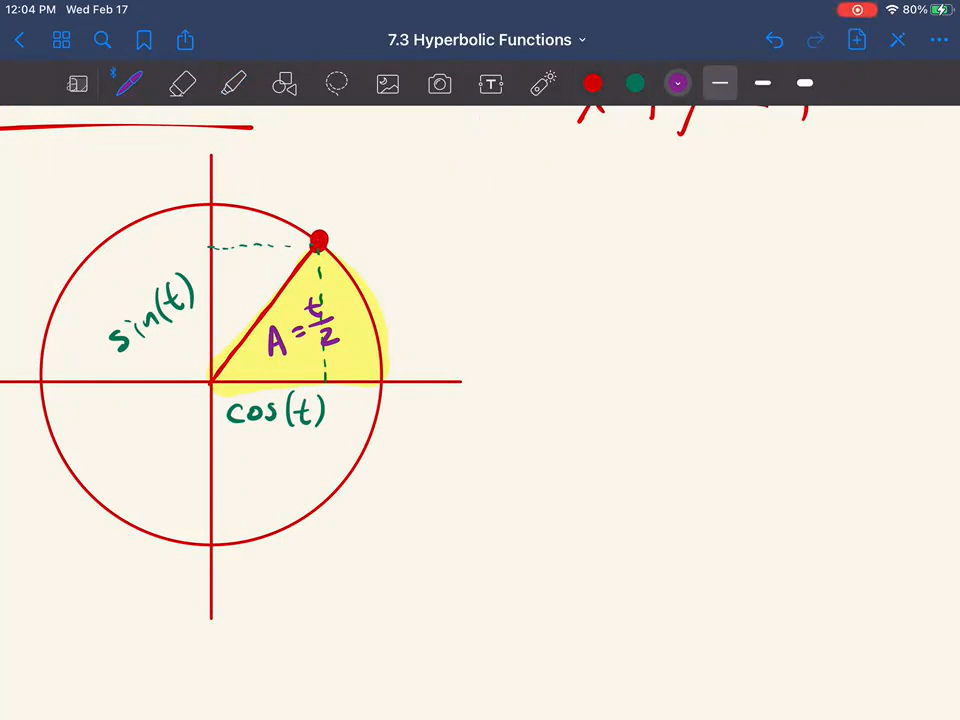 12:04 PM Wed Feb 17
80%
7.3 Hyperbolic Functions
T
sin(t)
A = t/2
cos(t)